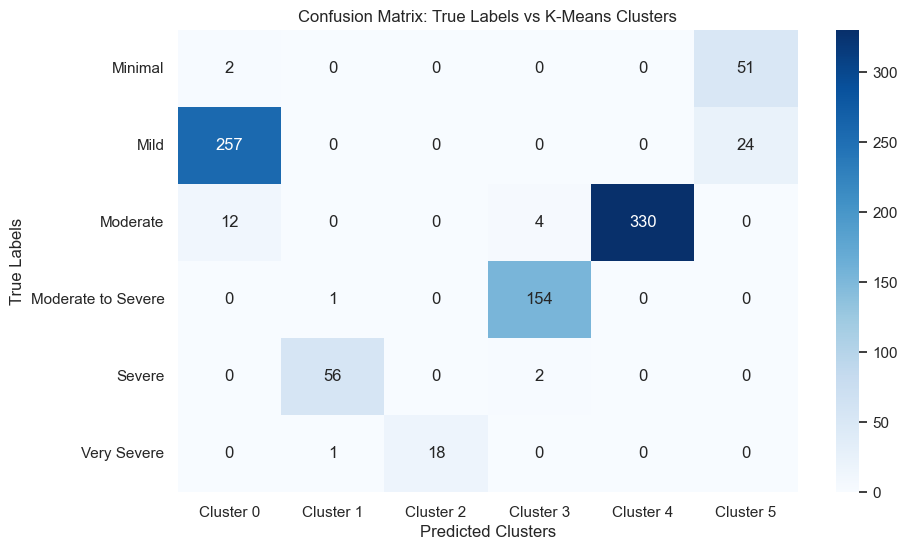 Confusion Matrix: True Labels vs K-Means Clusters
True Labels
Minimal 2 0 0 0 0 51
Mild 257 0 0 0 0 24
Moderate 12 0 0 4 330 0
Moderate to Severe 0 1 0 154 0 0
Severe 0 56 0 2 0 0
Very Severe 0 1 18 0 0 0
Cluster 0 Cluster 1 Cluster 2 Cluster 3 Cluster 4 Cluster 5
Predicted Clusters
300
250
200
150
100
50
0